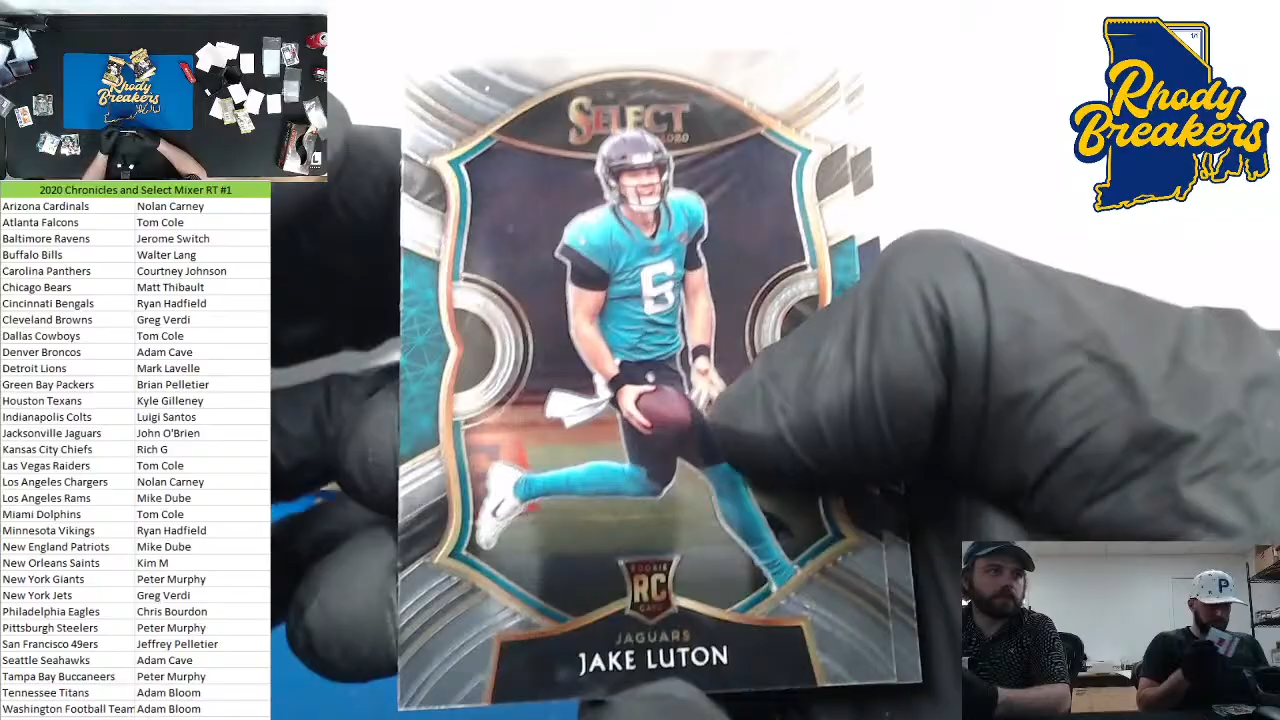 2020 Chronicles and Select Mixer RT #1
Arizona Cardinals Nolan Carney
Atlanta Falcons Tom Cole
Baltimore Ravens Jerome Switch
Buffalo Bills Walter Lang
Carolina Panthers Courtney Johnson
Chicago Bears Matt Thibault
Cincinnati Bengals Ryan Hadfield
Cleveland Browns Greg Verdi
Dallas Cowboys Tom Cole
Denver Broncos Adam Cave
Detroit Lions Mark Lavelle
Green Bay Packers Brian Pelletier
Houston Texans Kyle Gilleney
Indianapolis Colts Luigi Santos
Jacksonville Jaguars John O'Brien
Kansas City Chiefs Rich G
Las Vegas Raiders Tom Cole
Los Angeles Chargers Nolan Carney
Los Angeles Rams Mike Dube
Miami Dolphins Tom Cole
Minnesota Vikings Ryan Hadfield
New England Patriots Mike Dube
New Orleans Saints Kim M
New York Giants Peter Murphy
New York Jets Greg Verdi
Philadelphia Eagles Chris Bourdon
Pittsburgh Steelers Peter Murphy
San Francisco 49ers Jeffrey Pelletier
Seattle Seahawks Adam Cave
Tampa Bay Buccaneers Peter Murphy
Tennessee Titans Adam Bloom
Washington Football Team Adam Bloom
Rhody
Breakers
SELECT
2020
6
ROOKIE
RC
CARD
JAGUARS
JAKE LUTON
1/1
Rhody
Breakers
P